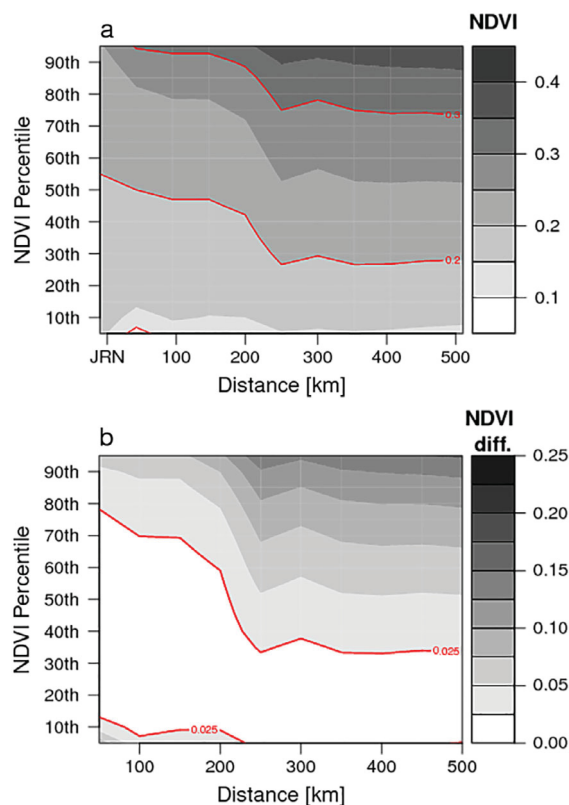 a
NDVI
90th
80th
70th
60th
50th
40th
30th
20th
10th
NDVI Percentile
0.3
0.2
0.4
0.3
0.2
0.1
JRN 100 200 300 400 500
Distance [km]
b
NDVI
diff.
90th
80th
70th
60th
50th
40th
30th
20th
10th
NDVI Percentile
0.025
0.025
0.25
0.20
0.15
0.10
0.05
0.00
100 200 300 400 500
Distance [km]